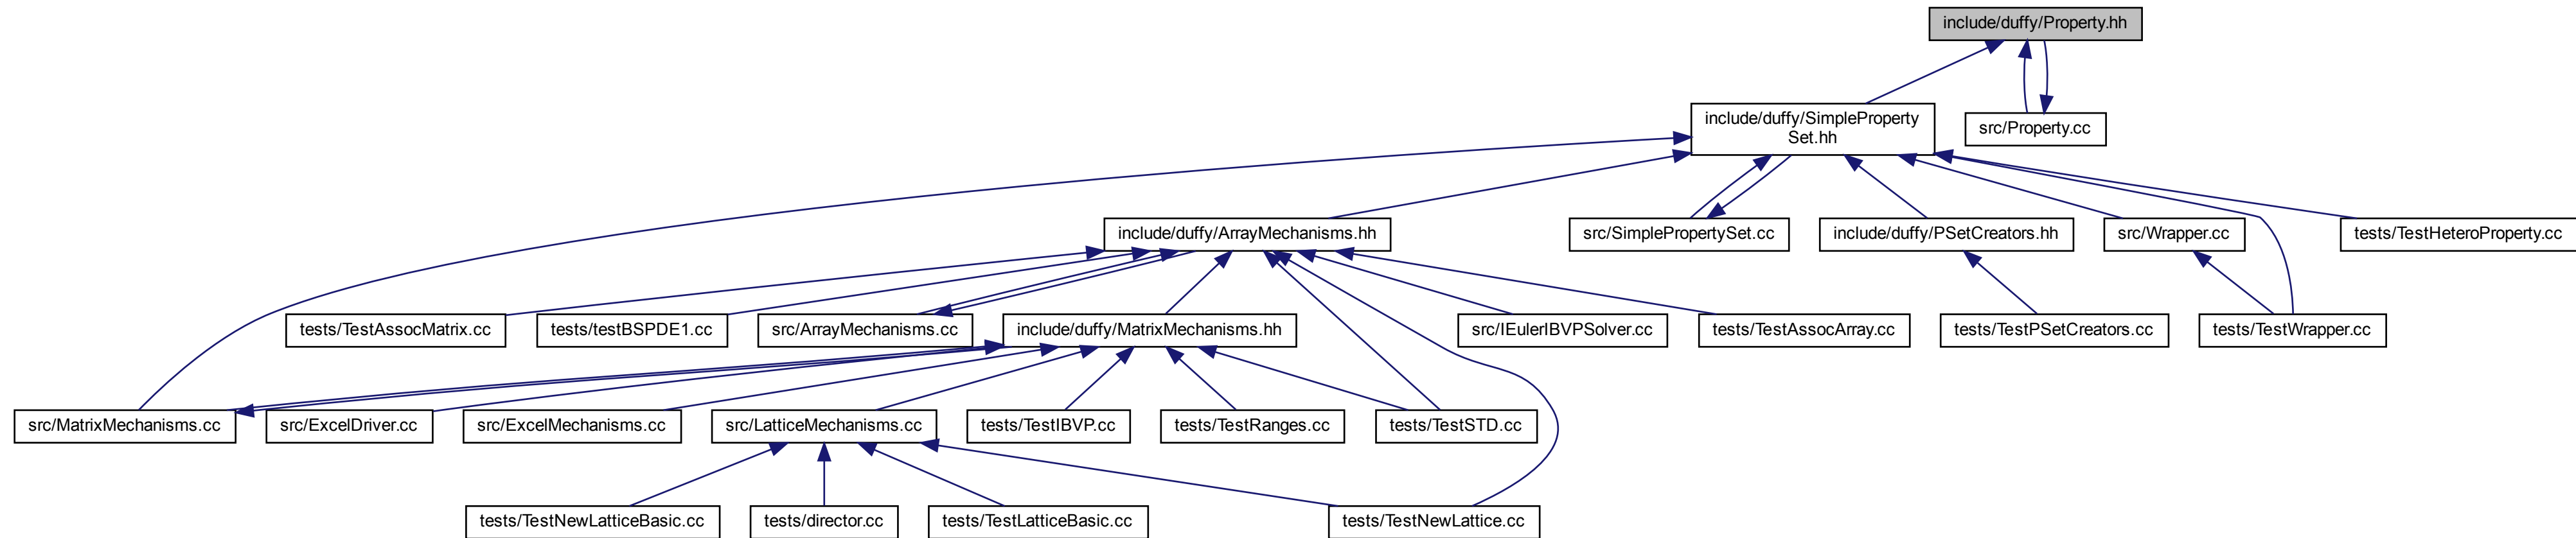 include/duffy/Property.hh
include/duffy/SimpleProperty
Set.hh
src/Property.cc
include/duffy/ArrayMechanisms.hh
src/SimplePropertySet.cc
include/duffy/PSetCreators.hh
src/Wrapper.cc
tests/TestHeteroProperty.cc
tests/TestAssocMatrix.cc
tests/testBSPDE1.cc
src/ArrayMechanisms.cc
include/duffy/MatrixMechanisms.hh
src/IEulerIBVPSolver.cc
tests/TestAssocArray.cc
tests/TestPSetCreators.cc
tests/TestWrapper.cc
src/MatrixMechanisms.cc
src/ExcelDriver.cc
src/ExcelMechanisms.cc
src/LatticeMechanisms.cc
tests/TestIBVP.cc
tests/TestRanges.cc
tests/TestSTD.cc
tests/TestNewLatticeBasic.cc
tests/director.cc
tests/TestLatticeBasic.cc
tests/TestNewLattice.cc